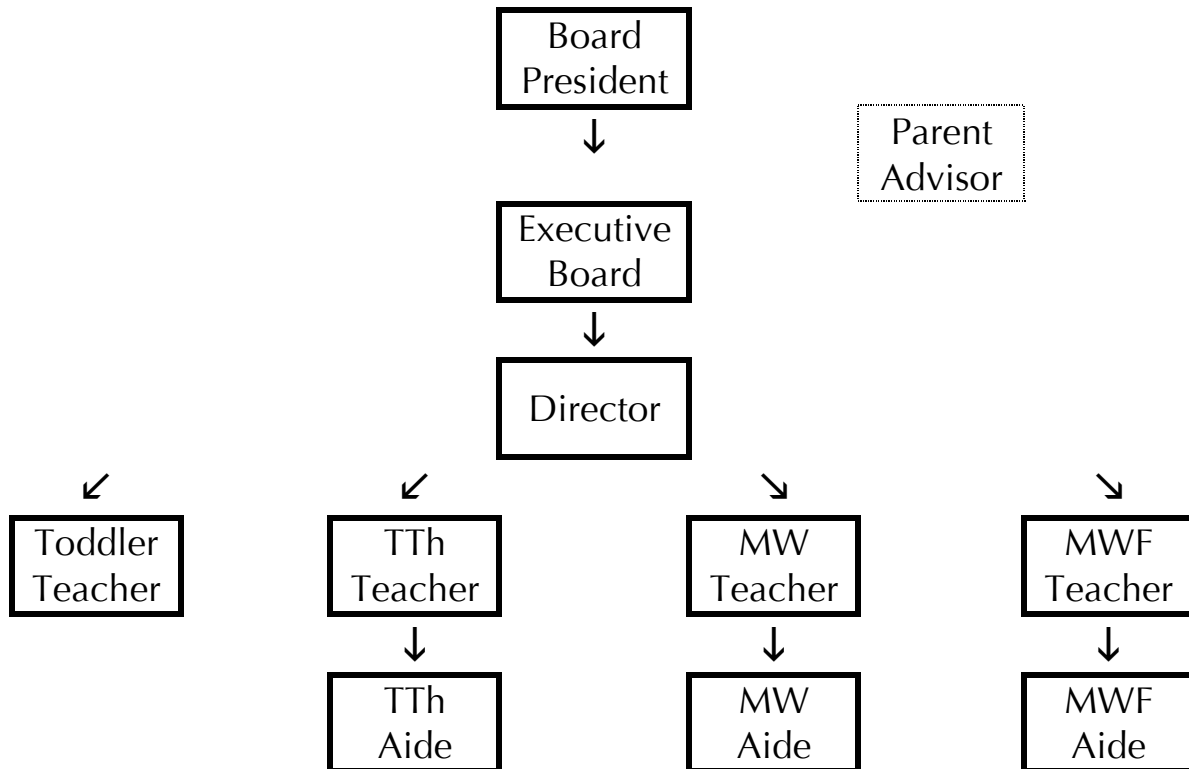 Board
President
↓
Parent
Advisor
Executive
Board
↓
Director
↙ ↙ ↘ ↘
Toddler
Teacher
TTh
Teacher
MW
Teacher
MWF
Teacher
↓ ↓ ↓
TTh
Aide
MW
Aide
MWF
Aide